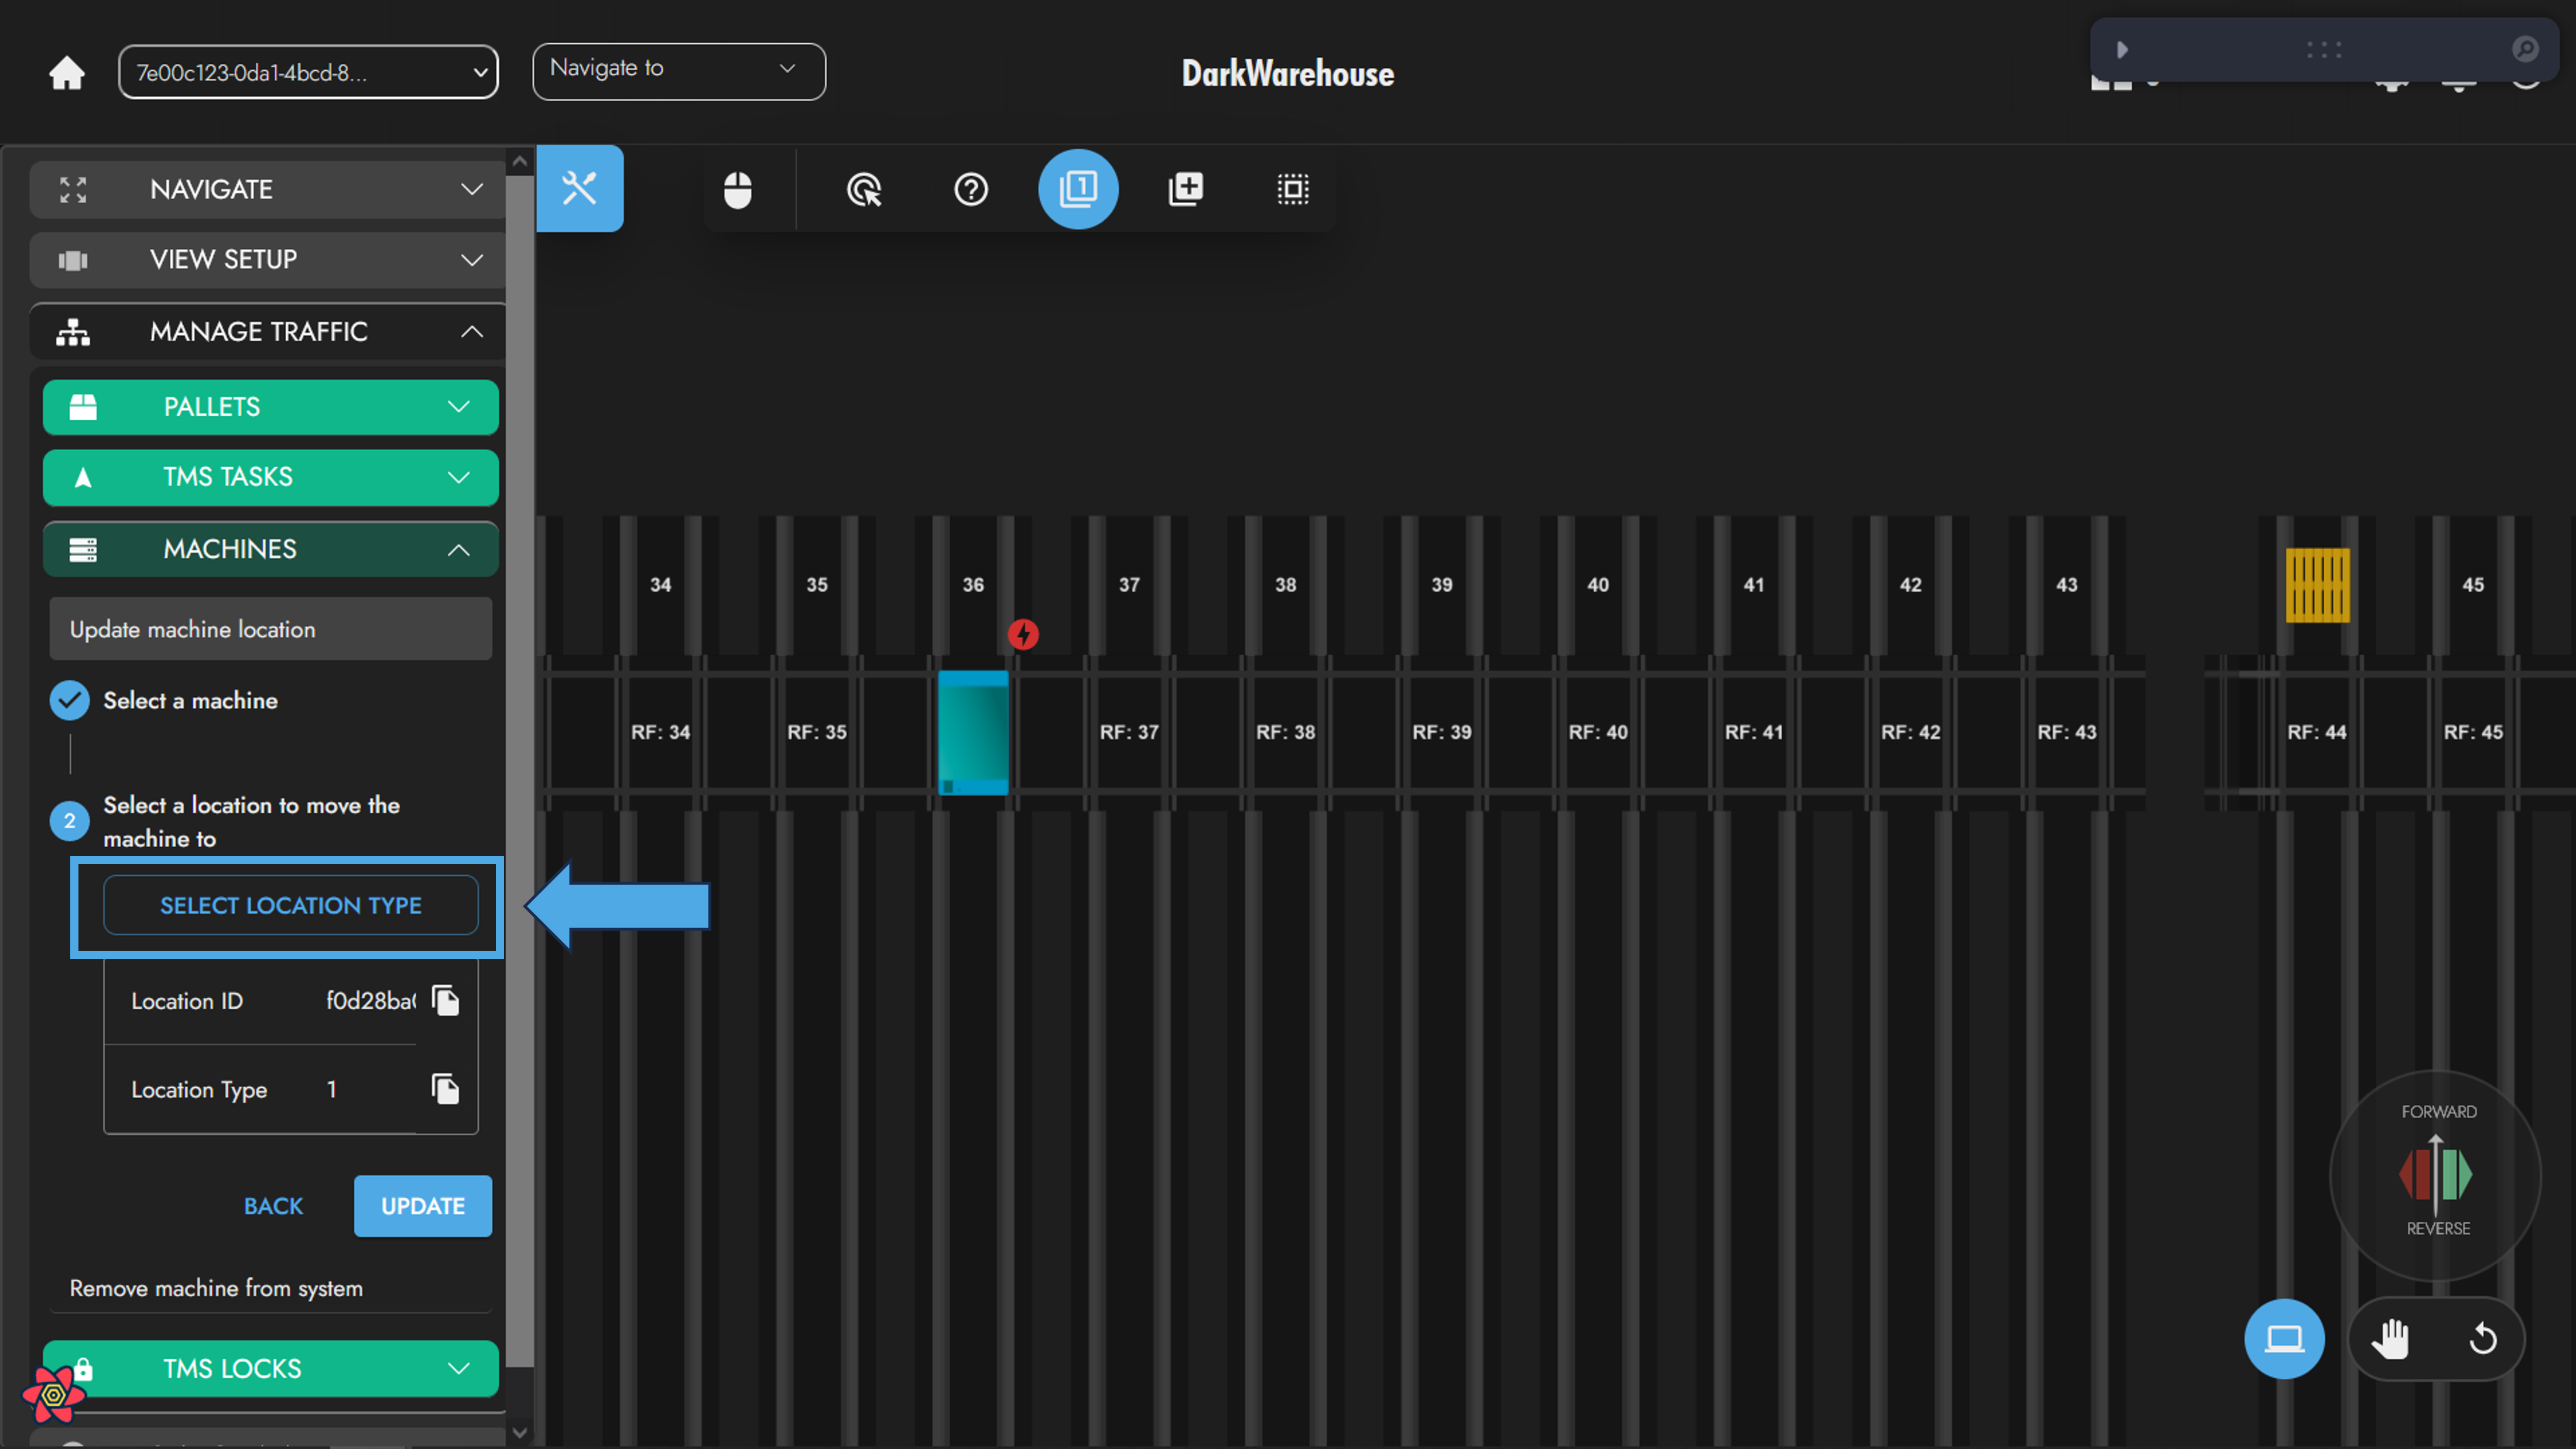 7e00c123-0da1-4bcd-8...
Navigate to
DarkWarehouse
NAVIGATE
VIEW SETUP
MANAGE TRAFFIC
PALLETS
TMS TASKS
MACHINES
Update machine location
Select a machine
2
Select a location to move the
machine to
SELECT LOCATION TYPE
Location ID f0d28ba
Location Type 1
BACK UPDATE
Remove machine from system
TMS LOCKS
1
34 35 36 37 38 39 40 41 42 43 45
RF: 34 RF: 35 RF: 37 RF: 38 RF: 39 RF: 40 RF: 41 RF: 42 RF: 43 RF: 44 RF: 45
FORWARD
REVERSE